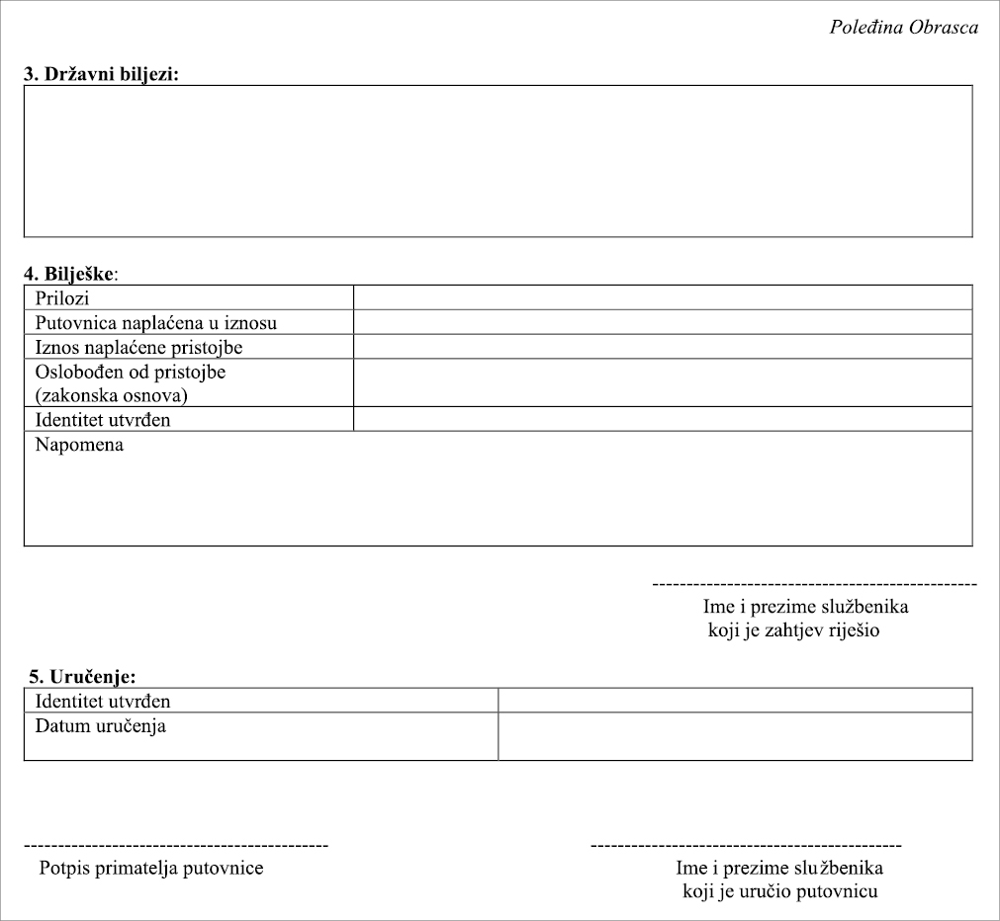 Poleđina Obrasca
3. Državni biljezi:
4. Bilješke:
Prilozi
Putovnica naplaćena u iznosu
Iznos naplaćene pristojbe
Oslobođen od pristojbe
(zakonska osnova)
Identitet utvrđen
Napomena
-----------------------------------------------
Ime i prezime službenika
koji je zahtjev riješio
5. Uručenje:
Identitet utvrđen
Datum uručenja
--------------------------------------------
Potpis primatelja putovnice
---------------------------------------------
Ime i prezime službenika
koji je uručio putovnicu